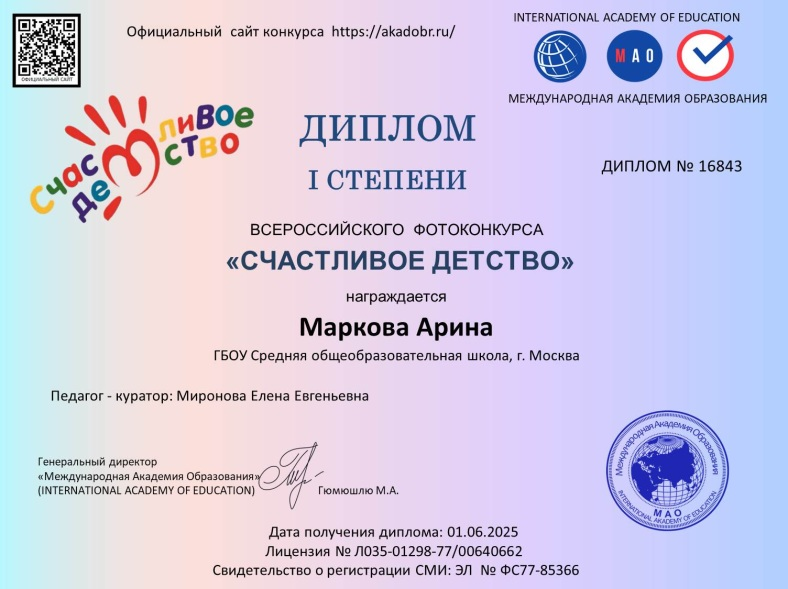 ОФИЦИАЛЬНЫЙ САЙТ
Официальный сайт конкурса https://akadobr.ru/
INTERNATIONAL ACADEMY OF EDUCATION
МАО
МЕЖДУНАРОДНАЯ АКАДЕМИЯ ОБРАЗОВАНИЯ
Счастливое
детство
ДИПЛОМ
I СТЕПЕНИ
ДИПЛОМ № 16843
ВСЕРОССИЙСКОГО ФОТОКОНКУРСА
«СЧАСТЛИВОЕ ДЕТСТВО»
награждается
Маркова Арина
ГБОУ Средняя общеобразовательная школа, г. Москва
Педагог - куратор: Миронова Елена Евгеньевна
Генеральный директор
«Международная Академия Образования»
(INTERNATIONAL ACADEMY OF EDUCATION)
Гюмюшлю М.А.
Международная Академия Образования
МАО
INTERNATIONAL ACADEMY OF EDUCATION
Дата получения диплома: 01.06.2025
Лицензия № Л035-01298-77/00640662
Свидетельство о регистрации СМИ: ЭЛ № ФС77-85366